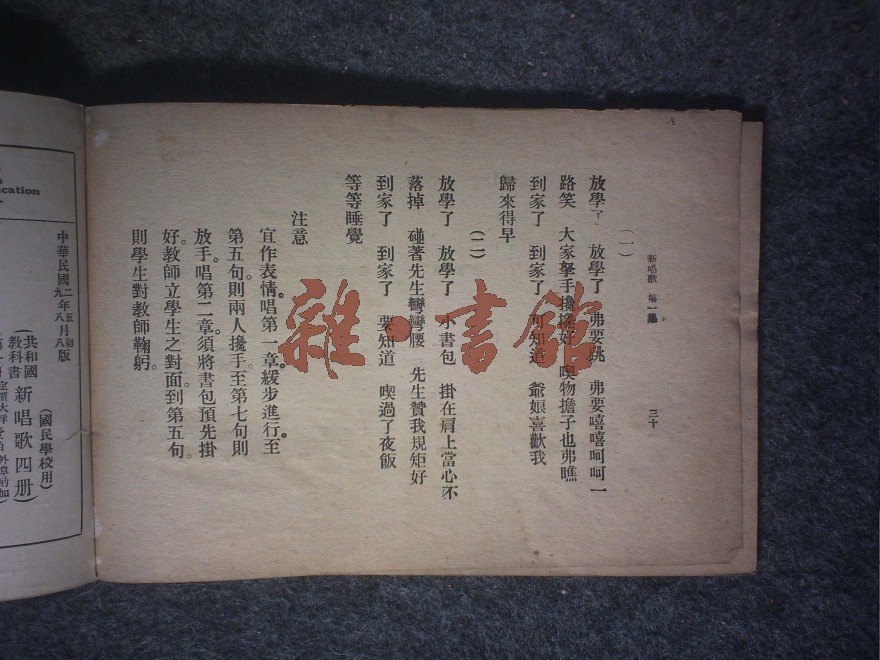 新唱歌 第一集
三十
(一)
放學了 放學了 弗要跳 弗要嘻嘻呵呵一
路笑 大家拏手攙攙好 喫物擔子也弗瞧
到家了 到家了 可知道 爺娘喜歡我
歸來得早
(二)
放學了 放學了 小書包 掛在肩上當心不
落掉 碰著先生彎彎腰 先生贊我規矩好
到家了 到家了 要知道 喫過了夜飯
等等睡覺
注意
宜作表情。唱第一章。緩步進行。至
第五句。則兩人攙手至第七句則
放手。唱第二章。須將書包預先掛
好。教師立學生之對面。到第五句。
則學生對教師鞠躬。
雜·書館
cation
中華民國二年五月初版
九年八月八版
(國民學校用)
共和國
教科書
新唱歌四册